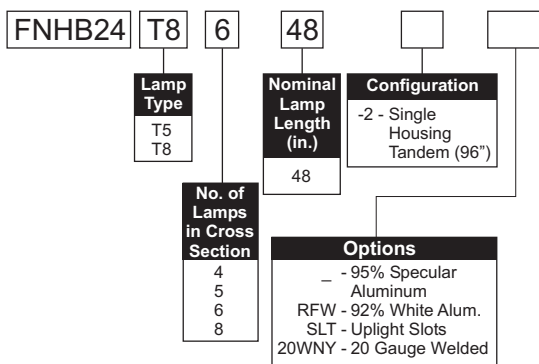 FNHB24 T8 6 48
Lamp
Type
T5
T8
Nominal
Lamp
Length
(in.)
48
Configuration
-2 - Single
Housing
Tandem (96”)
No. of
Lamps
in Cross
Section
4
5
6
8
Options
_ - 95% Specular
Aluminum
RFW - 92% White Alum.
SLT - Uplight Slots
20WNY - 20 Gauge Welded